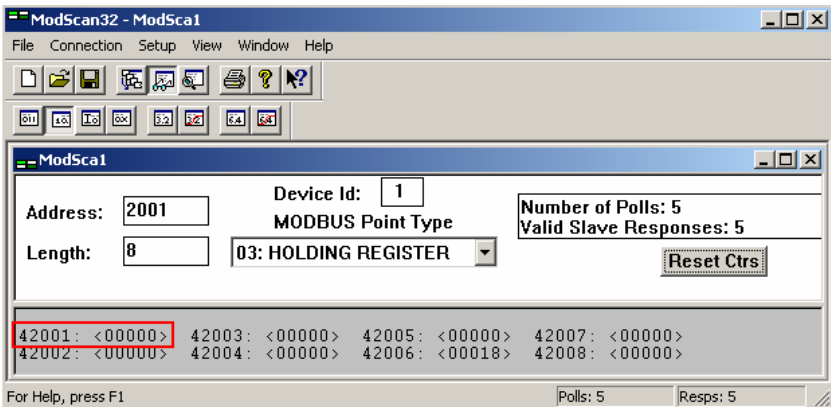 ModScan32 - ModSca1
File Connection Setup View Window Help
ModSca1
Address: 2001
Device Id: 1
MODBUS Point Type
Length: 8
03: HOLDING REGISTER
Number of Polls: 5
Valid Slave Responses: 5
Reset Ctrs
42001: <00000> 42003: <00000> 42005: <00000> 42007: <00000>
42002: <00000> 42004: <00000> 42006: <00018> 42008: <00000>
For Help, press F1
Polls: 5
Resps: 5